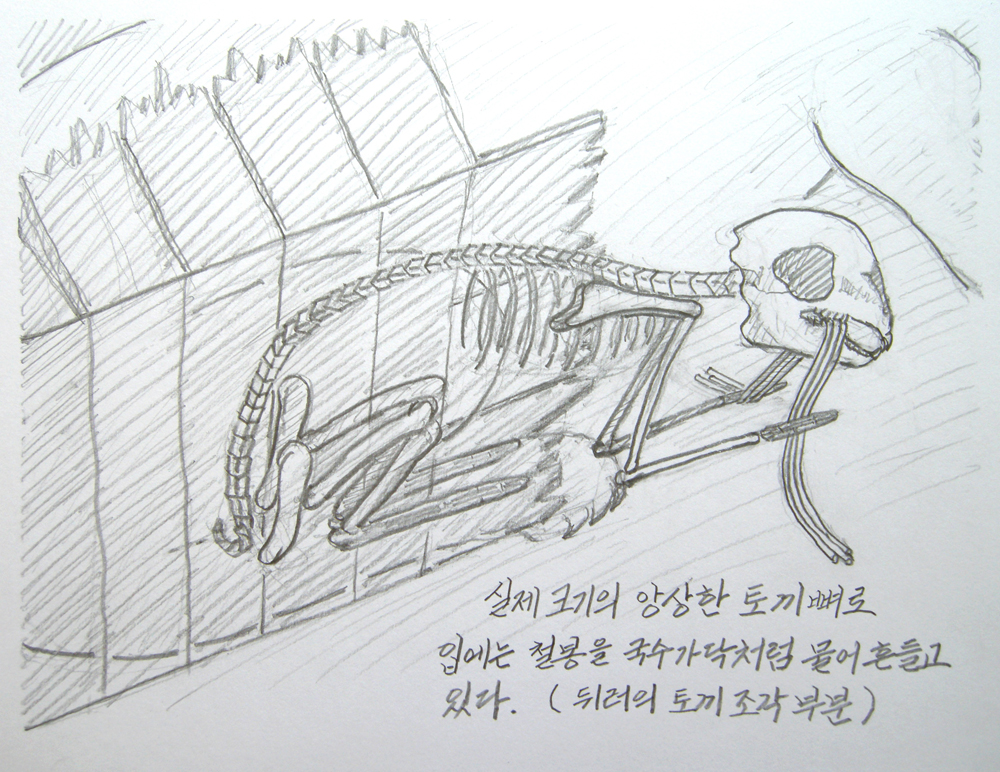 실제 크기의 앙상한 토끼뼈로
입에는 철봉을 국수가닥처럼 물어 흔들고
있다. (뒤러의 토끼 조각 부분)